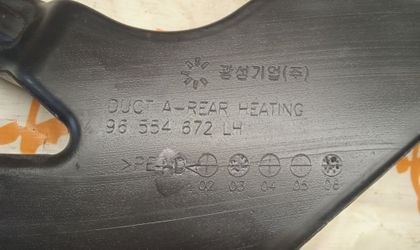 광성기업(주)
DUCT A-REAR HEATING
96 554 672 LH
>PE-HD<
02 03 04 05 06